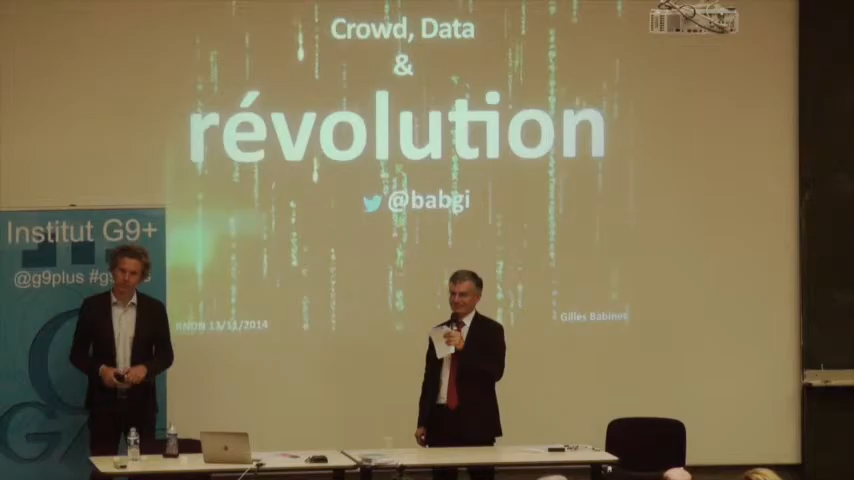 Crowd, Data
&
révolution
@babgi
Institut G9+
@g9plus
RNDN 13/11/2014
Gilles Babinet